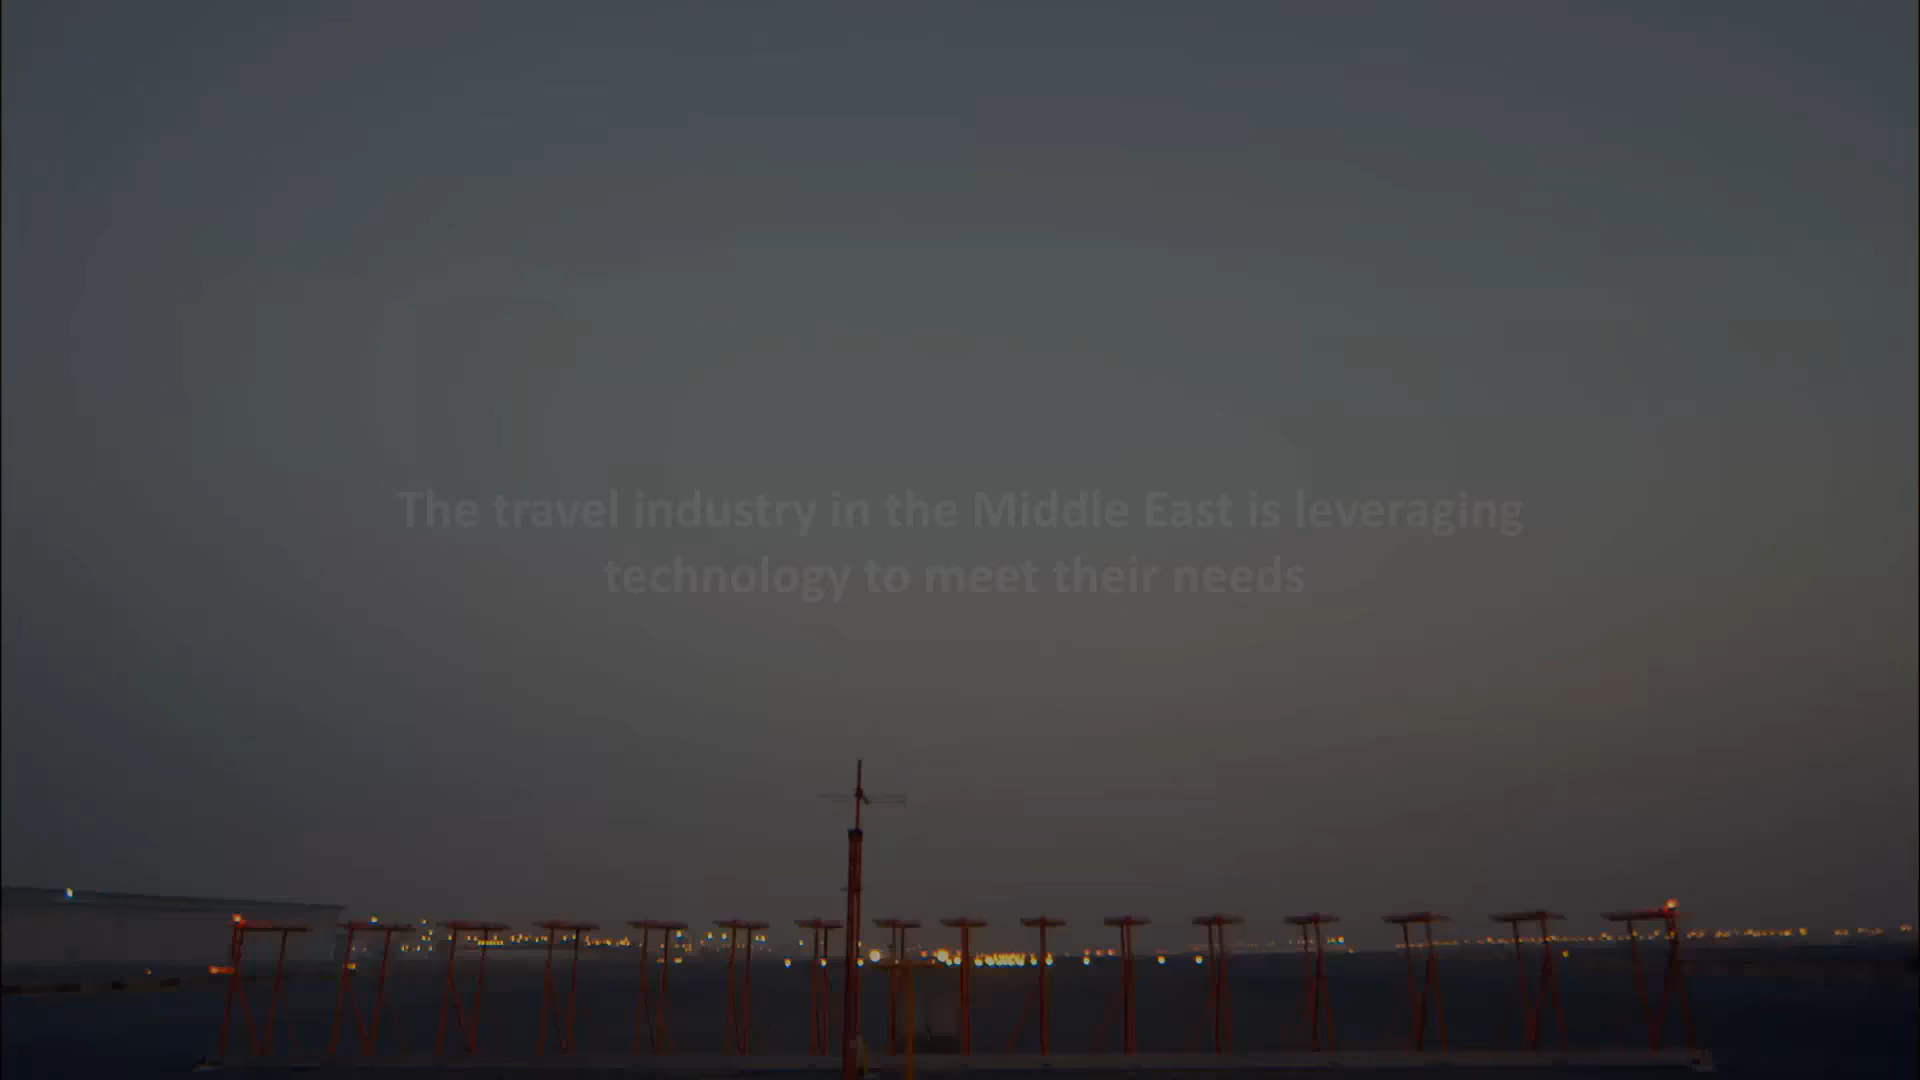 The travel industry in the Middle East is leveraging
technology to meet their needs